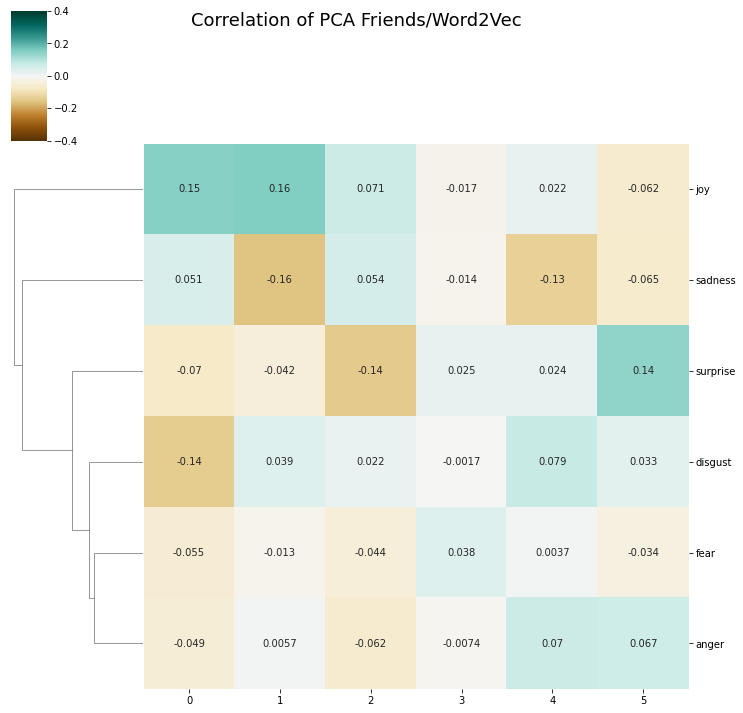 Correlation of PCA Friends/Word2Vec
0.4
0.2
0.0
−0.2
−0.4
0.15 0.16 0.071 -0.017 0.022 -0.062 joy
0.051 -0.16 0.054 -0.014 -0.13 -0.065 sadness
-0.07 -0.042 -0.14 0.025 0.024 0.14 surprise
-0.14 0.039 0.022 -0.0017 0.079 0.033 disgust
-0.055 -0.013 -0.044 0.038 0.0037 -0.034 fear
-0.049 0.0057 -0.062 -0.0074 0.07 0.067 anger
0 1 2 3 4 5